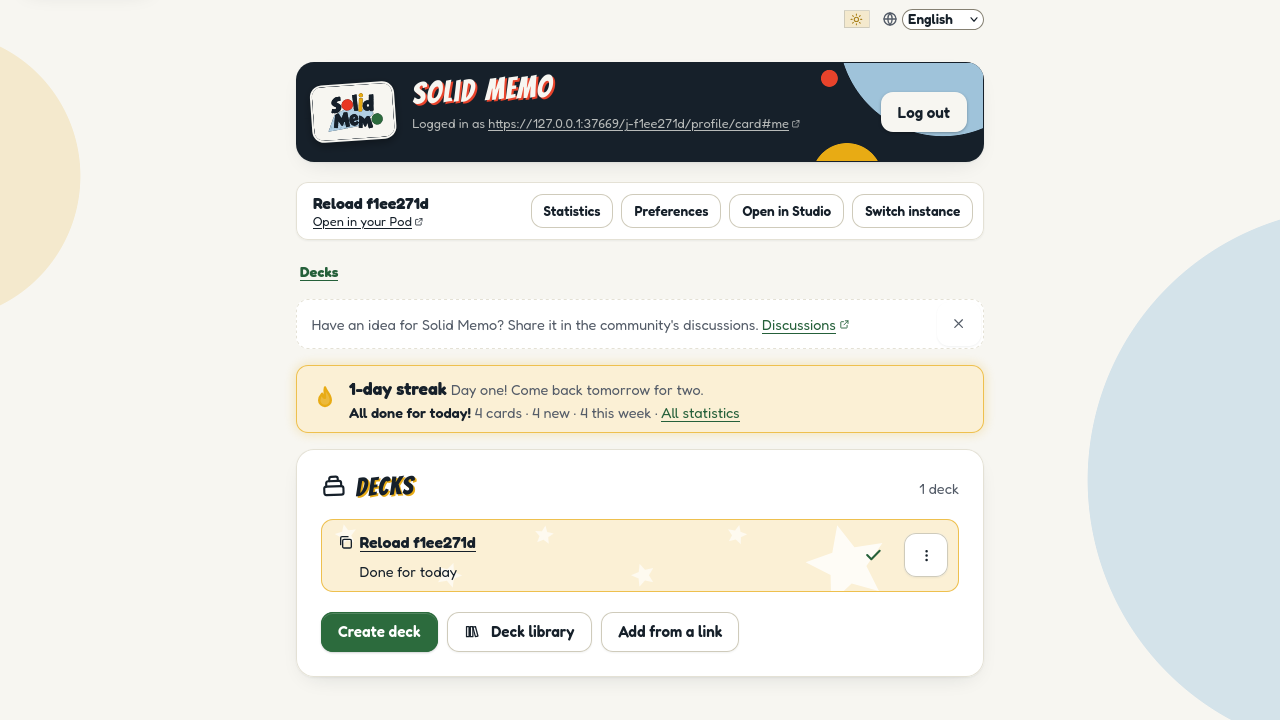 English
Solid Memo
SOLID MEMO
Logged in as https://127.0.0.1:37669/j-f1ee271d/profile/card#me
Log out
Reload f1ee271d
Open in your Pod
Statistics
Preferences
Open in Studio
Switch instance
Decks
Have an idea for Solid Memo? Share it in the community's discussions. Discussions
1-day streak Day one! Come back tomorrow for two.
All done for today! 4 cards · 4 new · 4 this week · All statistics
DECKS
1 deck
Reload f1ee271d
Done for today
Create deck
Deck library
Add from a link